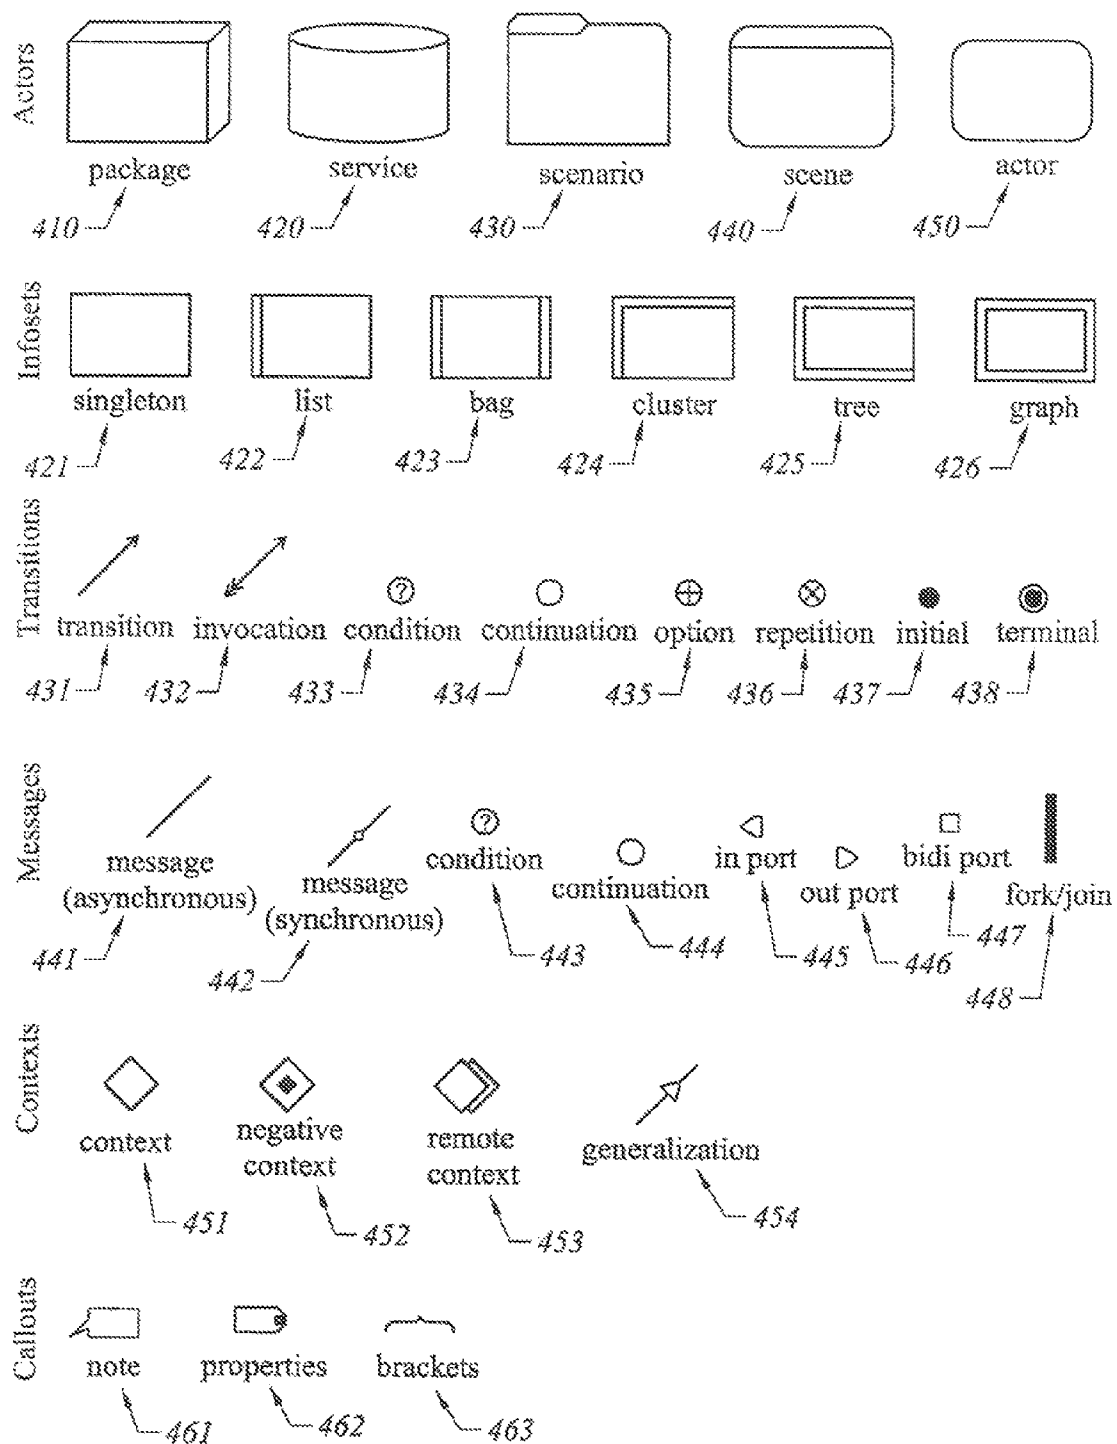 Actors
package
service
scenario
scene
actor
410
420
430
440
450
Infosets
singleton
list
bag
cluster
tree
graph
421
422
423
424
425
426
Transitions
transition
invocation
condition
continuation
option
repetition
initial
terminal
431
432
433
434
435
436
437
438
Messages
message
(asynchronous)
message
(synchronous)
condition
continuation
in port
out port
bidi port
fork/join
441
442
443
444
445
446
447
448
Contexts
context
negative
context
remote
context
generalization
451
452
453
454
Callouts
note
properties
brackets
461
462
463